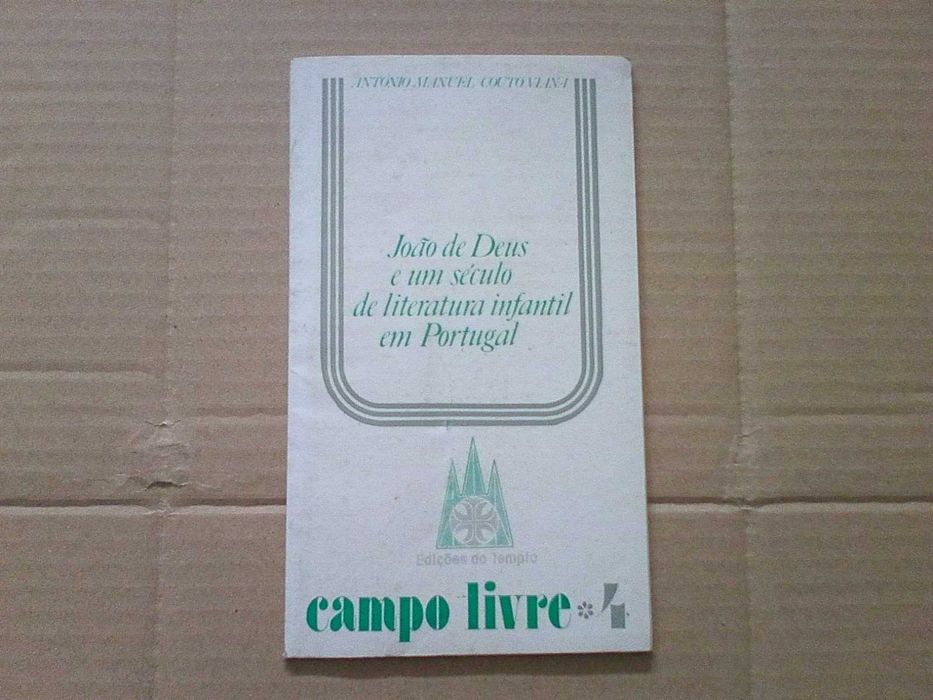 ANTÓNIO MANUEL COUTO VIANA
João de Deus
e um século
de literatura infantil
em Portugal
Edições do Templo
campo livre * 4